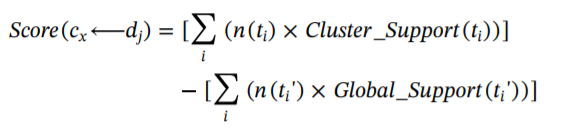 Score(cₓ⟵dⱼ) = [∑ᵢ (n(tᵢ) × Cluster_Support(tᵢ))]
− [∑ᵢ (n(tᵢ') × Global_Support(tᵢ'))]